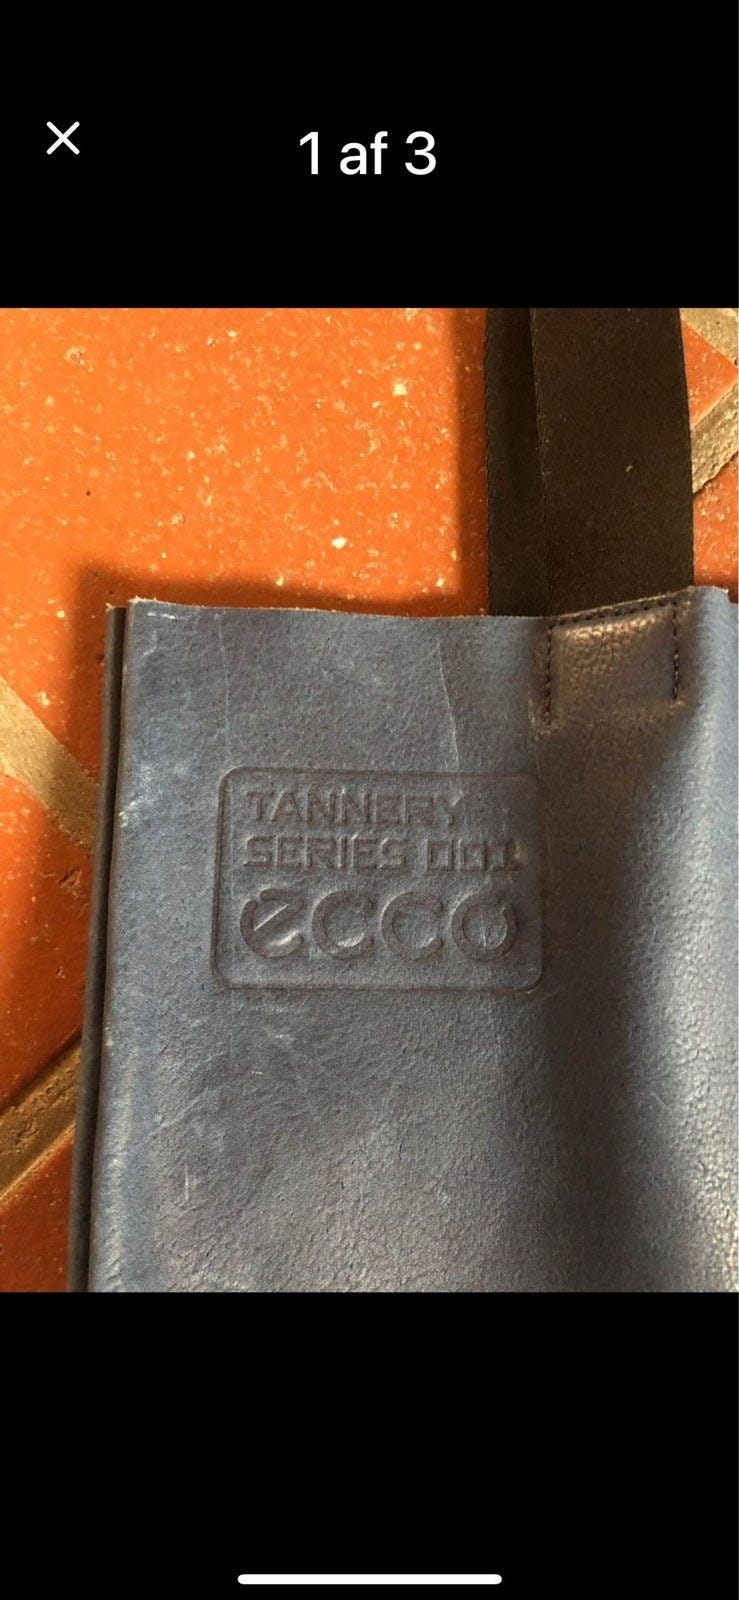 1 af 3
TANNERY
SERIES 001
ecco